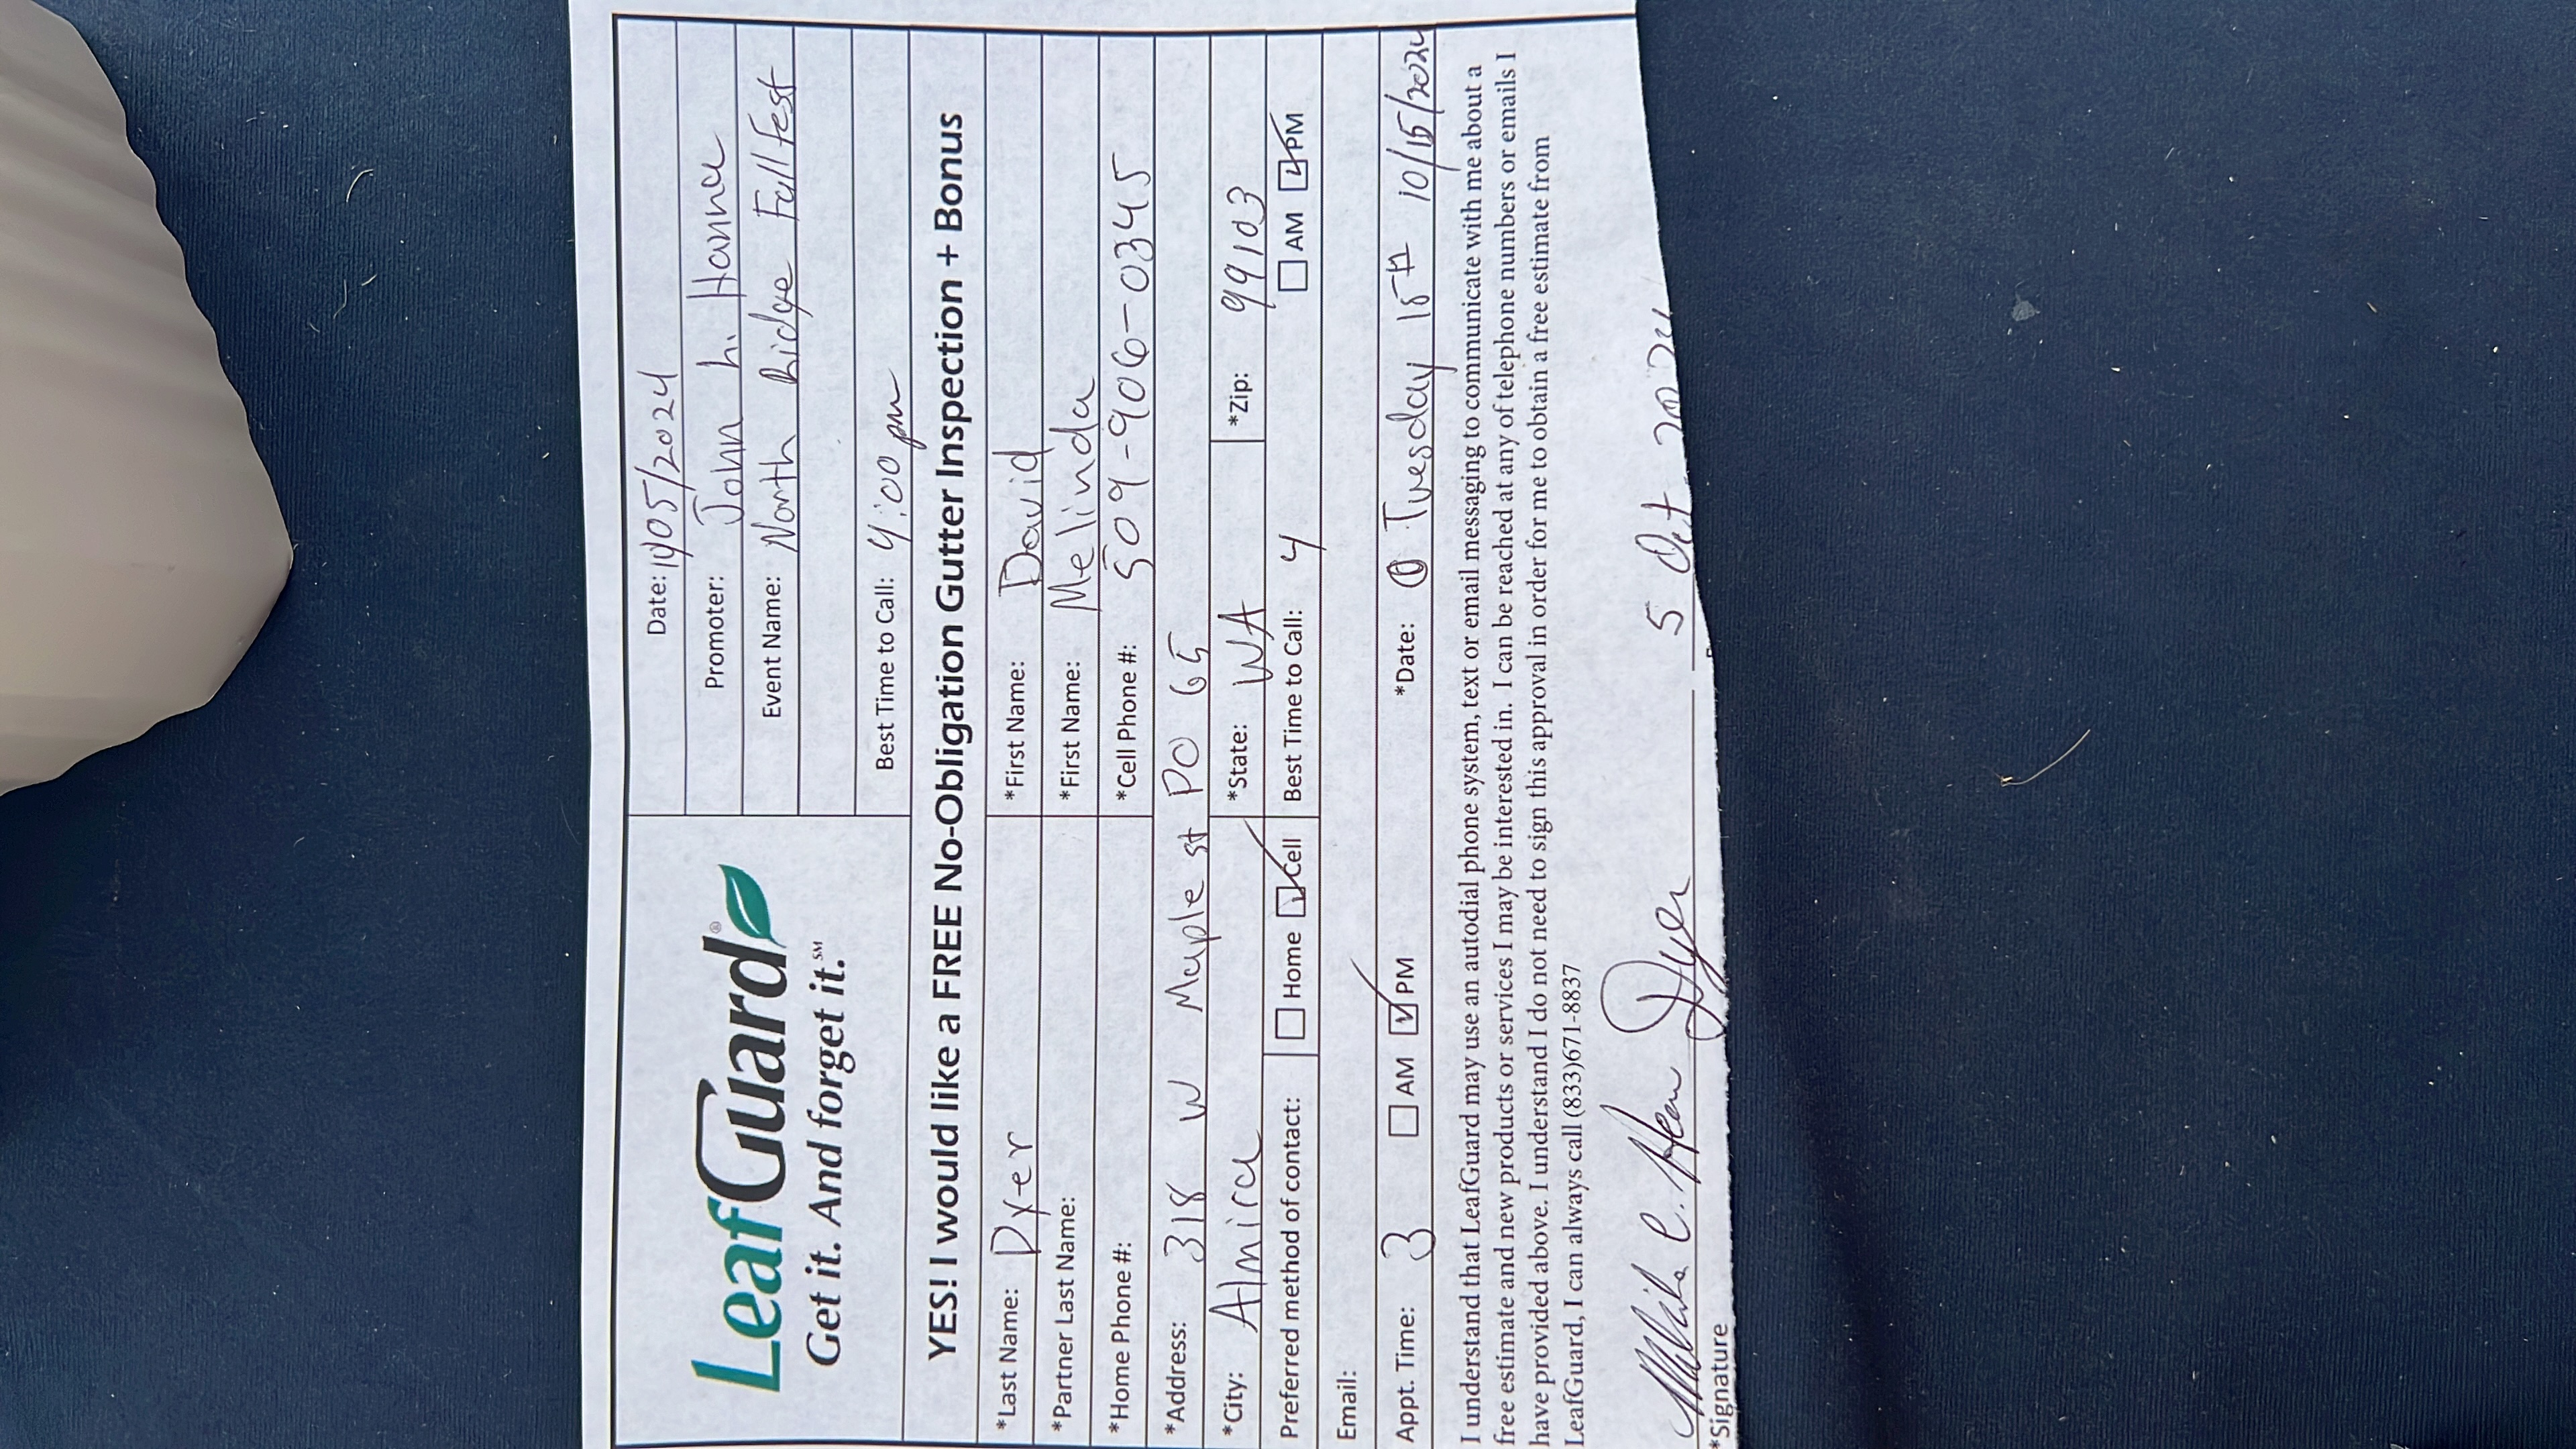 Date: 10/05/2024
Promoter: John h. Hanna
LeafGuard®
Get it. And forget it.℠
Event Name: North Ridge Fall fest
Best Time to Call: 4:00 pm
YES! I would like a FREE No-Obligation Gutter Inspection + Bonus
*Last Name: Dyer *First Name: David
*Partner Last Name: *First Name: Melinda
*Home Phone #: *Cell Phone #: 509-906-0345
*Address: 318 W Maple st PO 65
*City: Almira *State: WA *Zip: 99103
Preferred method of contact: Home Cell Best Time to Call: 4 AM PM
Email:
Appt. Time: 3 AM PM *Date: Tuesday 15th 10/15/2024
I understand that LeafGuard may use an autodial phone system, text or email messaging to communicate with me about a
free estimate and new products or services I may be interested in. I can be reached at any of telephone numbers or emails I
have provided above. I understand I do not need to sign this approval in order for me to obtain a free estimate from
LeafGuard, I can always call (833)671-8837
Dyer 5 Oct 2024
*Signature